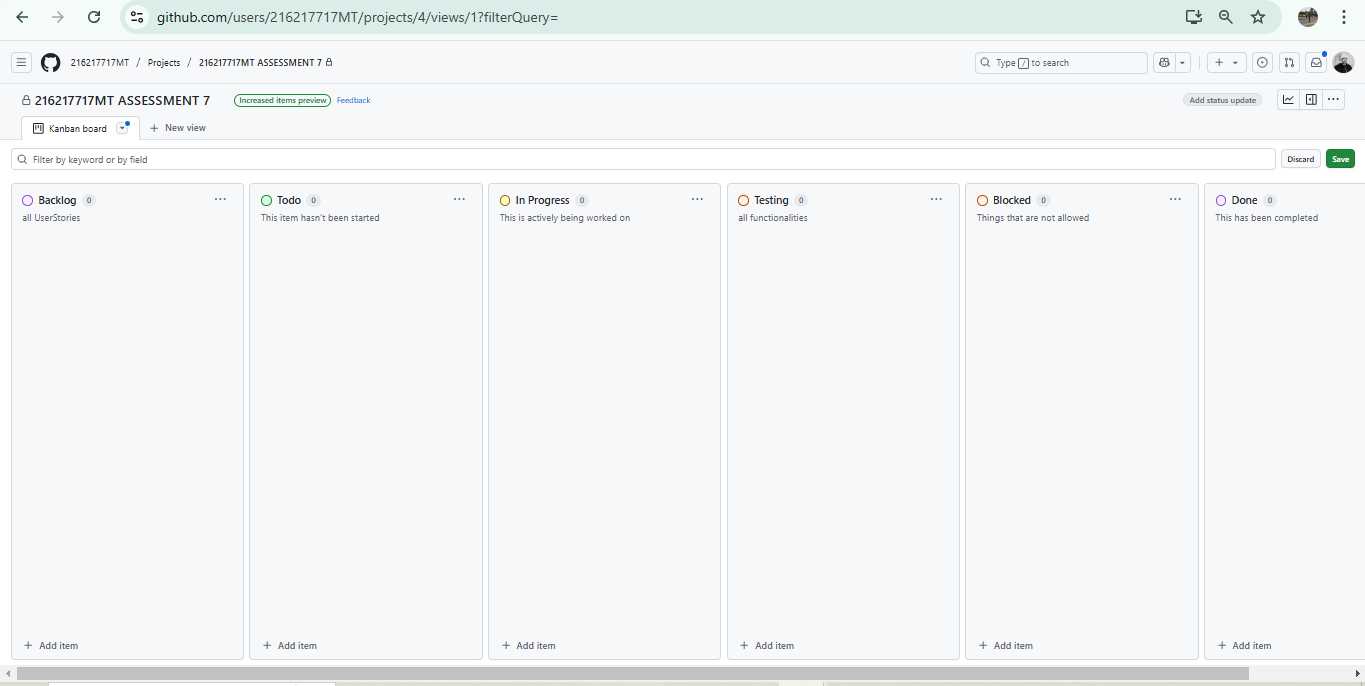 github.com/users/216217717MT/projects/4/views/1?filterQuery=
216217717MT / Projects / 216217717MT ASSESSMENT 7
Type / to search
216217717MT ASSESSMENT 7
Increased items preview
Feedback
Add status update
Kanban board
New view
Filter by keyword or by field
Discard
Save
Backlog 0
all UserStories
Todo 0
This item hasn't been started
In Progress 0
This is actively being worked on
Testing 0
all functionalities
Blocked 0
Things that are not allowed
Done 0
This has been completed
+ Add item
+ Add item
+ Add item
+ Add item
+ Add item
+ Add item